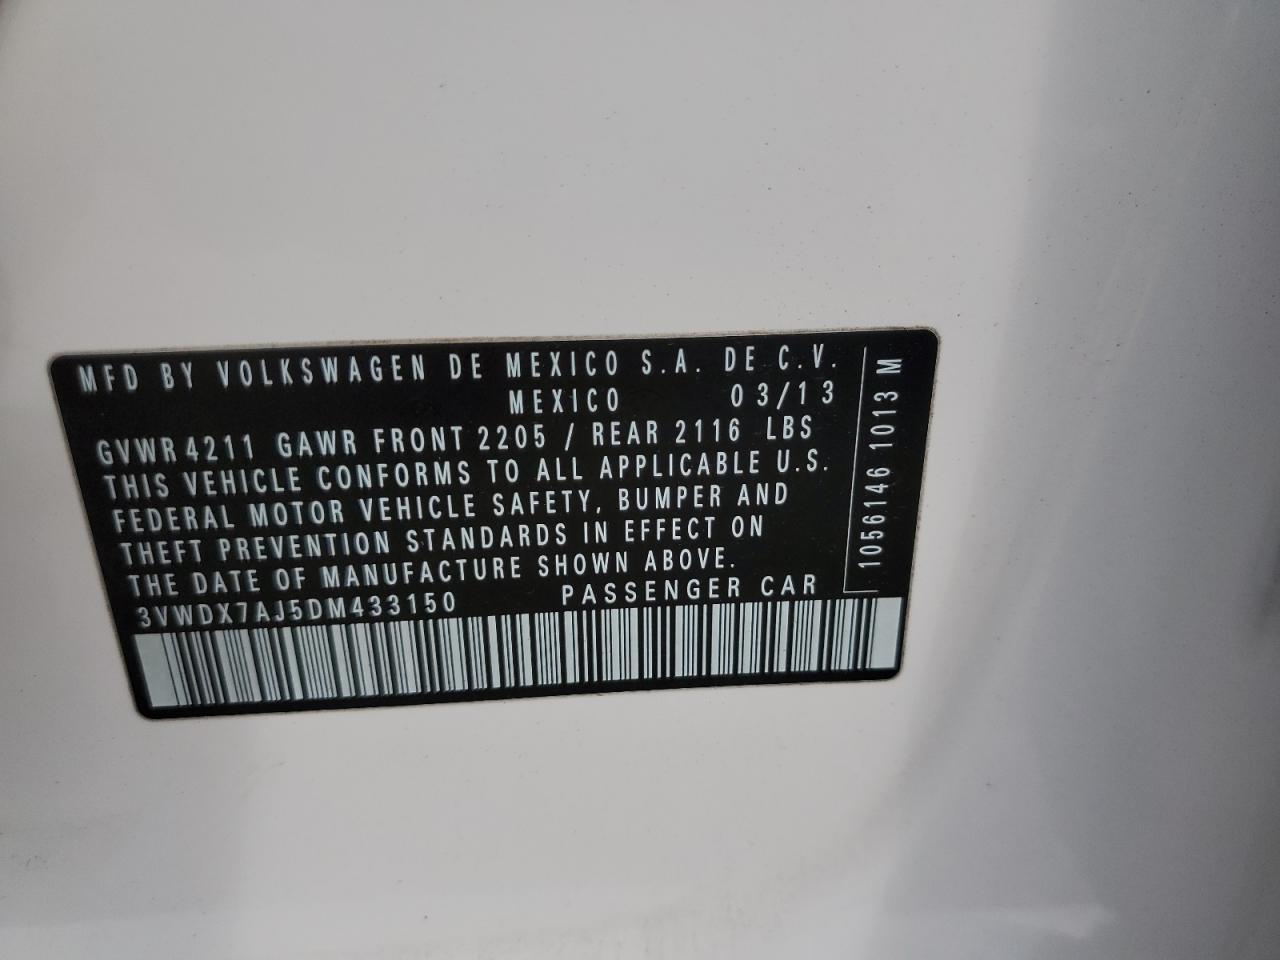 MFD BY VOLKSWAGEN DE MEXICO S.A. DE C.V.
MEXICO 03/13
GVWR 4211 GAWR FRONT 2205 / REAR 2116 LBS
THIS VEHICLE CONFORMS TO ALL APPLICABLE U.S.
FEDERAL MOTOR VEHICLE SAFETY, BUMPER AND
THEFT PREVENTION STANDARDS IN EFFECT ON
THE DATE OF MANUFACTURE SHOWN ABOVE.
3VWDX7AJ5DM433150 PASSENGER CAR
1056146 1013 M